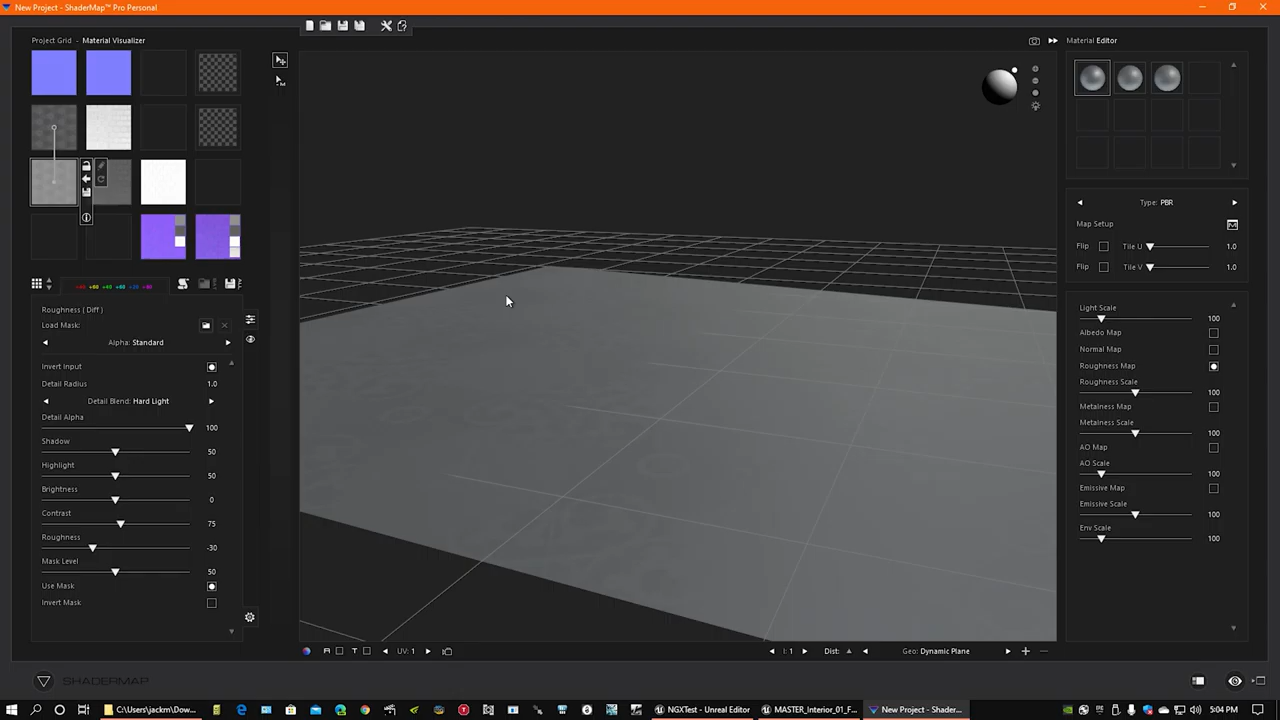 New Project - ShaderMap™ Pro Personal
Project Grid - Material Visualizer
Material Editor
Type: PBR
Map Setup
Flip
Tile U
1.0
Flip
Tile V
1.0
Roughness ( Diff )
Load Mask:
Alpha: Standard
Invert Input
Detail Radius
1.0
Detail Blend: Hard Light
Detail Alpha
100
Shadow
50
Highlight
50
Brightness
0
Contrast
75
Roughness
-30
Mask Level
50
Use Mask
Invert Mask
Light Scale
100
Albedo Map
Normal Map
Roughness Map
Roughness Scale
100
Metalness Map
Metalness Scale
100
AO Map
AO Scale
100
Emissive Map
Emissive Scale
100
Env Scale
100
R
T
UV: 1
I: 1
Dist:
Geo: Dynamic Plane
SHADERMAP
C:\Users\jackm\Dow...
NGXTest - Unreal Editor
MASTER_Interior_01_F...
New Project - Shader...
5:04 PM